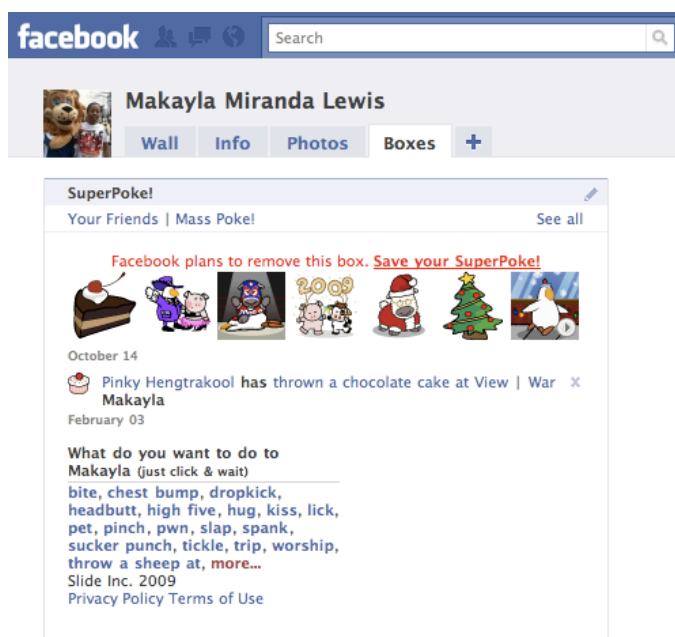 facebook
Search
Makayla Miranda Lewis
Wall Info Photos Boxes +
SuperPoke!
Your Friends | Mass Poke! See all
Facebook plans to remove this box. Save your SuperPoke!
2009
October 14
Pinky Hengtrakool has thrown a chocolate cake at View | War x
Makayla
February 03
What do you want to do to
Makayla (just click & wait)
bite, chest bump, dropkick,
headbutt, high five, hug, kiss, lick,
pet, pinch, pwn, slap, spank,
sucker punch, tickle, trip, worship,
throw a sheep at, more...
Slide Inc. 2009
Privacy Policy Terms of Use